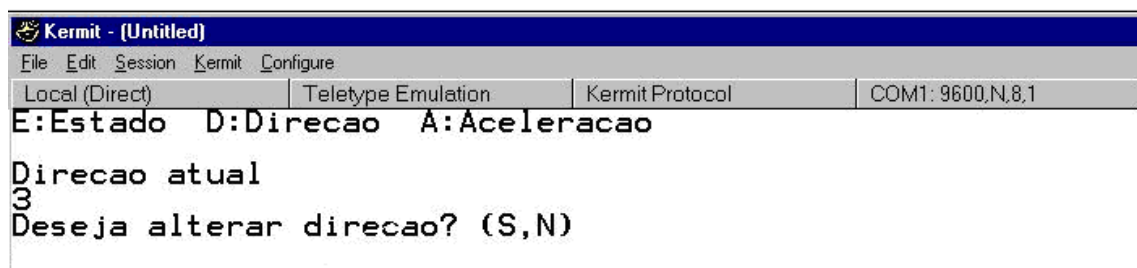 Kermit - (Untitled)
File Edit Session Kermit Configure
Local (Direct) Teletype Emulation Kermit Protocol COM1: 9600,N,8,1
E:Estado D:Direcao A:Aceleracao
Direcao atual
3
Deseja alterar direcao? (S,N)